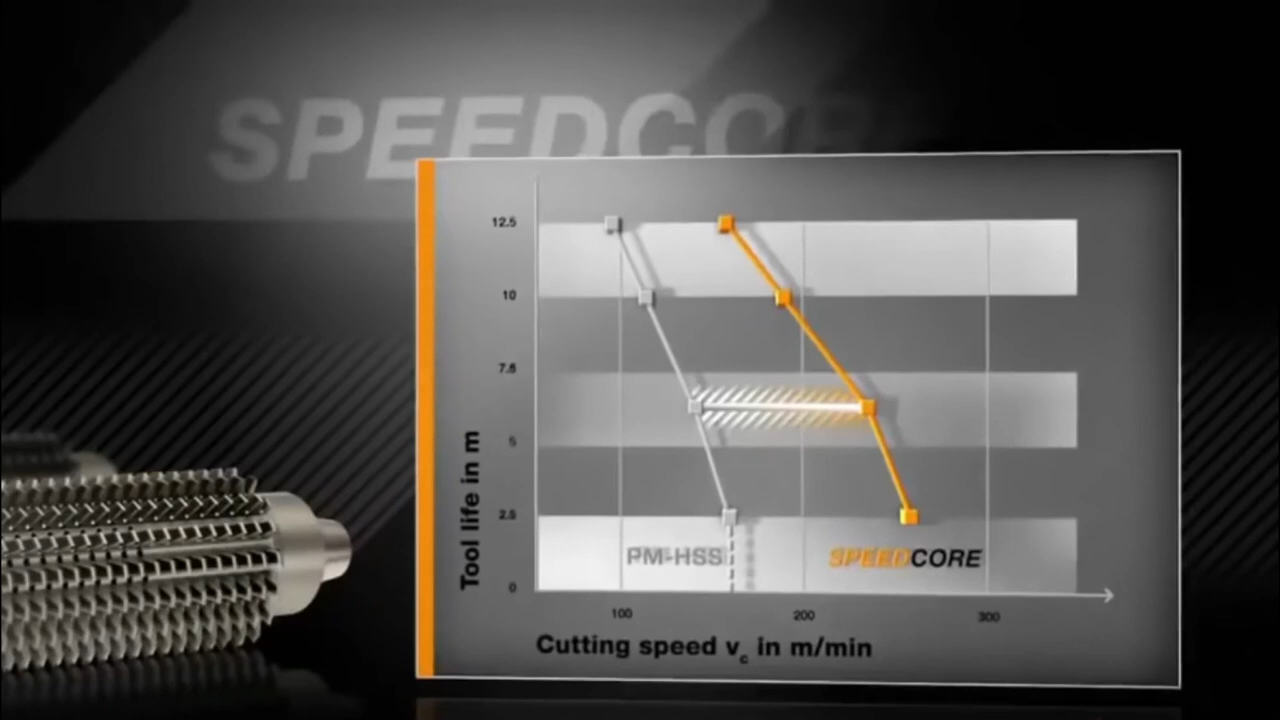 SPEEDCORE
12.5
10
7.5
5
2.5
0
Tool life in m
PM-HSS
SPEEDCORE
100
200
300
Cutting speed vc in m/min